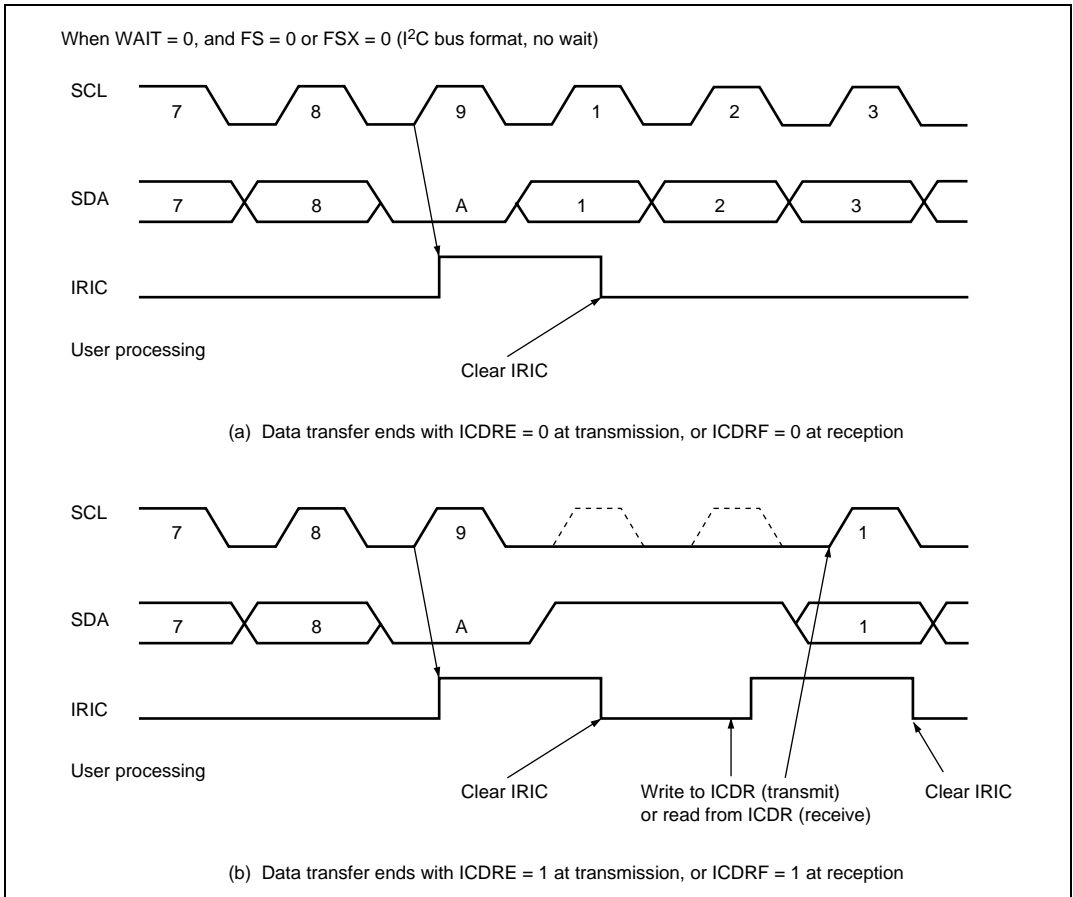 When WAIT = 0, and FS = 0 or FSX = 0 (I²C bus format, no wait)
SCL
7 8 9 1 2 3
SDA
7 8 A 1 2 3
IRIC
User processing
Clear IRIC
(a) Data transfer ends with ICDRE = 0 at transmission, or ICDRF = 0 at reception
SCL
7 8 9 1
SDA
7 8 A 1
IRIC
User processing
Clear IRIC
Write to ICDR (transmit)
or read from ICDR (receive)
Clear IRIC
(b) Data transfer ends with ICDRE = 1 at transmission, or ICDRF = 1 at reception